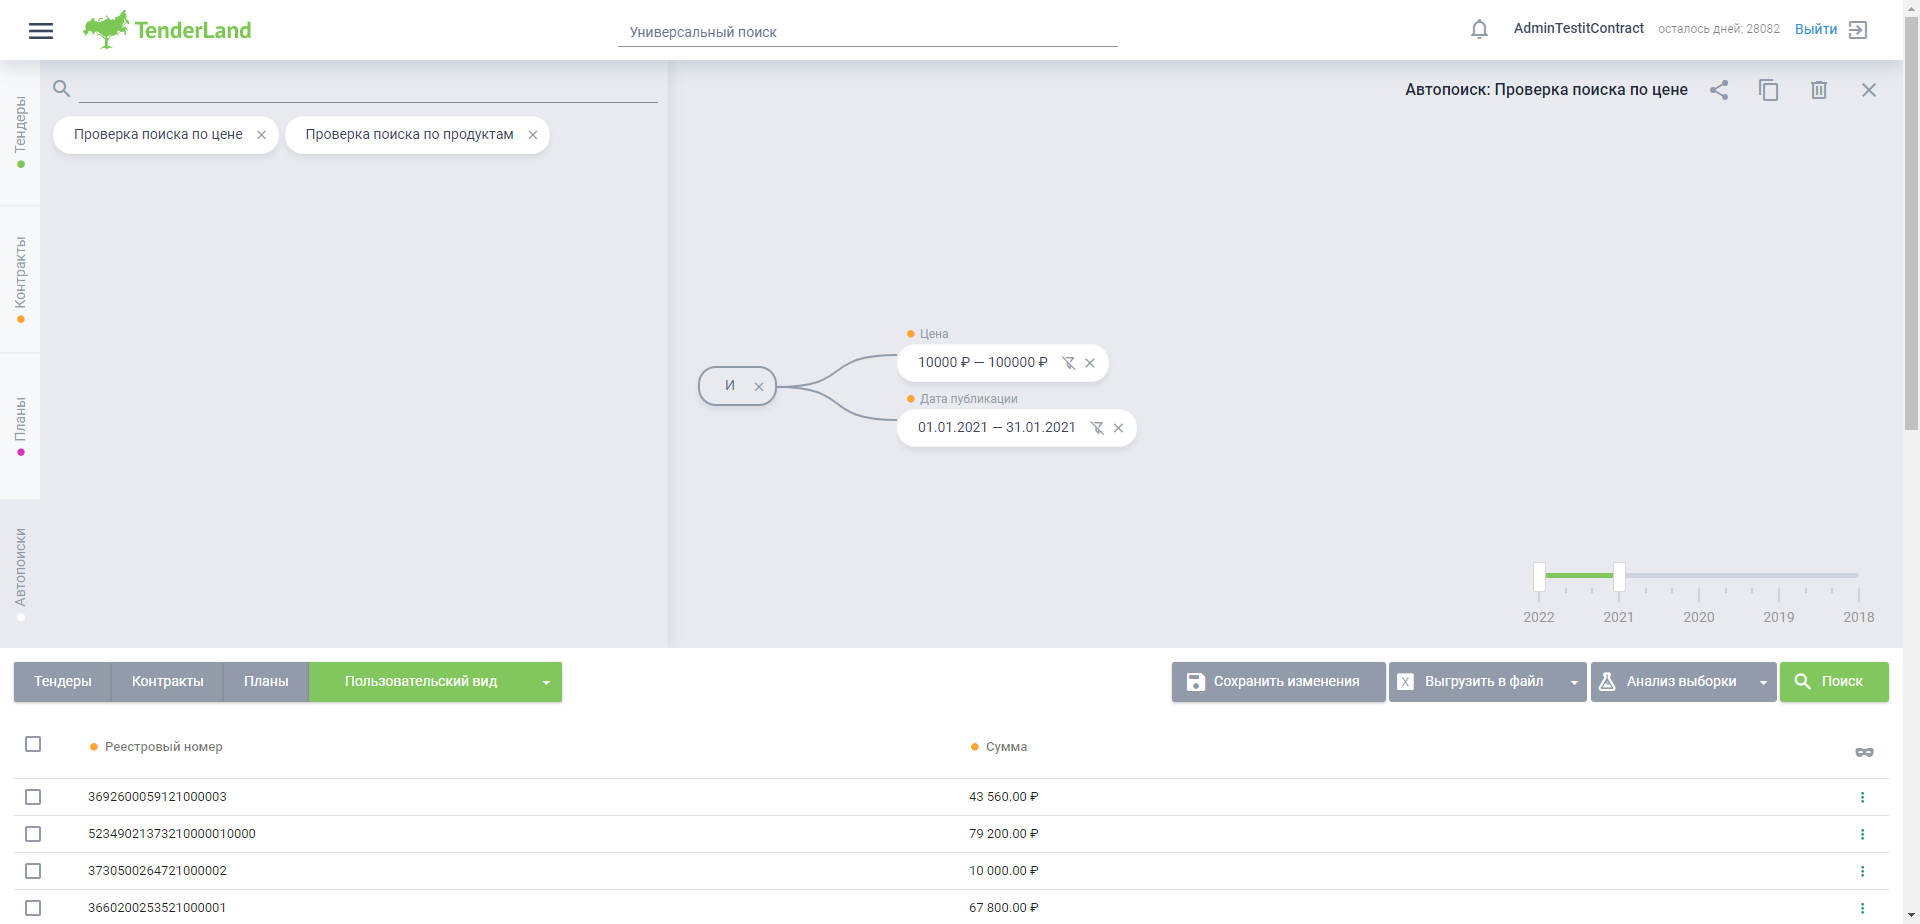 TenderLand
Универсальный поиск
AdminTestitContract
осталось дней: 28082
Выйти
Тендеры
Контракты
Планы
Автопоиски
Проверка поиска по цене
Проверка поиска по продуктам
Автопоиск: Проверка поиска по цене
И
Цена
10000 ₽ — 100000 ₽
Дата публикации
01.01.2021 — 31.01.2021
2022 2021 2020 2019 2018
Тендеры Контракты Планы Пользовательский вид
Сохранить изменения X Выгрузить в файл Анализ выборки Поиск
Реестровый номер Сумма
3692600059121000003 43 560.00 ₽
52349021373210000010000 79 200.00 ₽
3730500264721000002 10 000.00 ₽
3660200253521000001 67 800.00 ₽